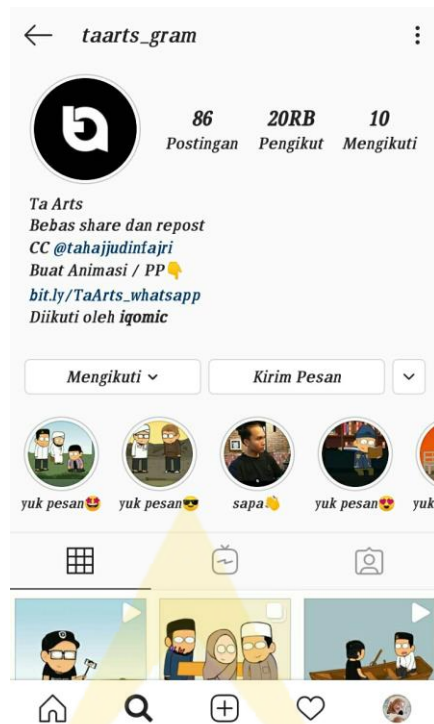 taarts_gram
86 20RB 10
Postingan Pengikut Mengikuti
Ta Arts
Bebas share dan repost
CC @tahajjudinfajri
Buat Animasi / PP👇
bit.ly/TaArts_whatsapp
Diikuti oleh iqomic
Mengikuti Kirim Pesan
yuk pesan🤩 yuk pesan😎 sapa👋 yuk pesan😍 yuk